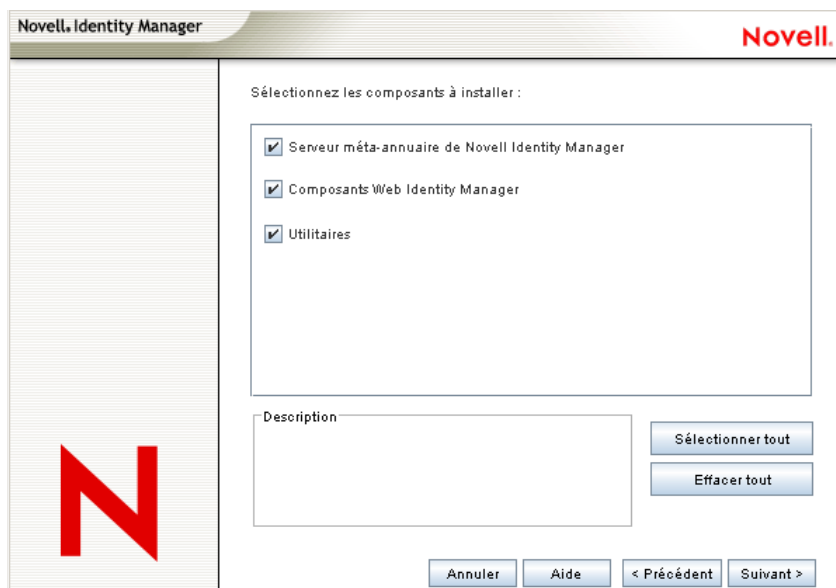 Novell. Identity Manager
Novell.
Sélectionnez les composants à installer :
Serveur méta-annuaire de Novell Identity Manager
Composants Web Identity Manager
Utilitaires
Description
Sélectionner tout
Effacer tout
N
Annuler
Aide
< Précédent
Suivant >